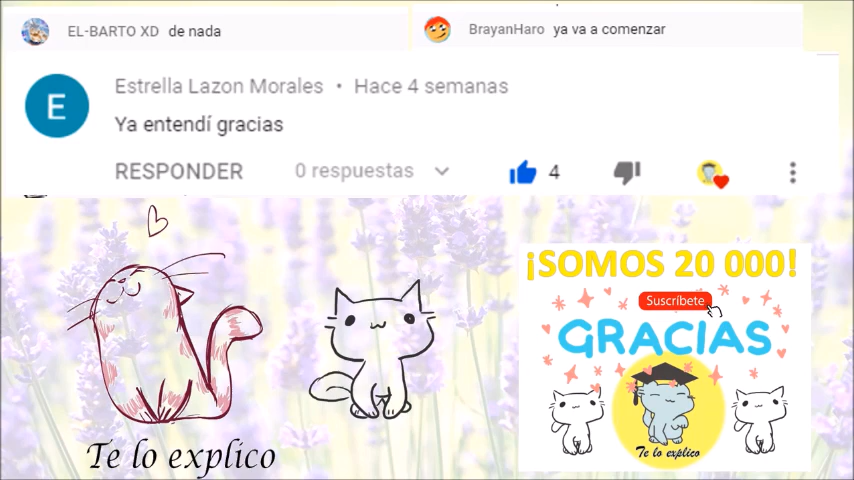 EL-BARTO XD de nada
BrayanHaro ya va a comenzar
E
Estrella Lazon Morales • Hace 4 semanas
Ya entendí gracias
RESPONDER 0 respuestas 4
¡SOMOS 20 000!
Suscríbete
GRACIAS
Te lo explico
Te lo explico